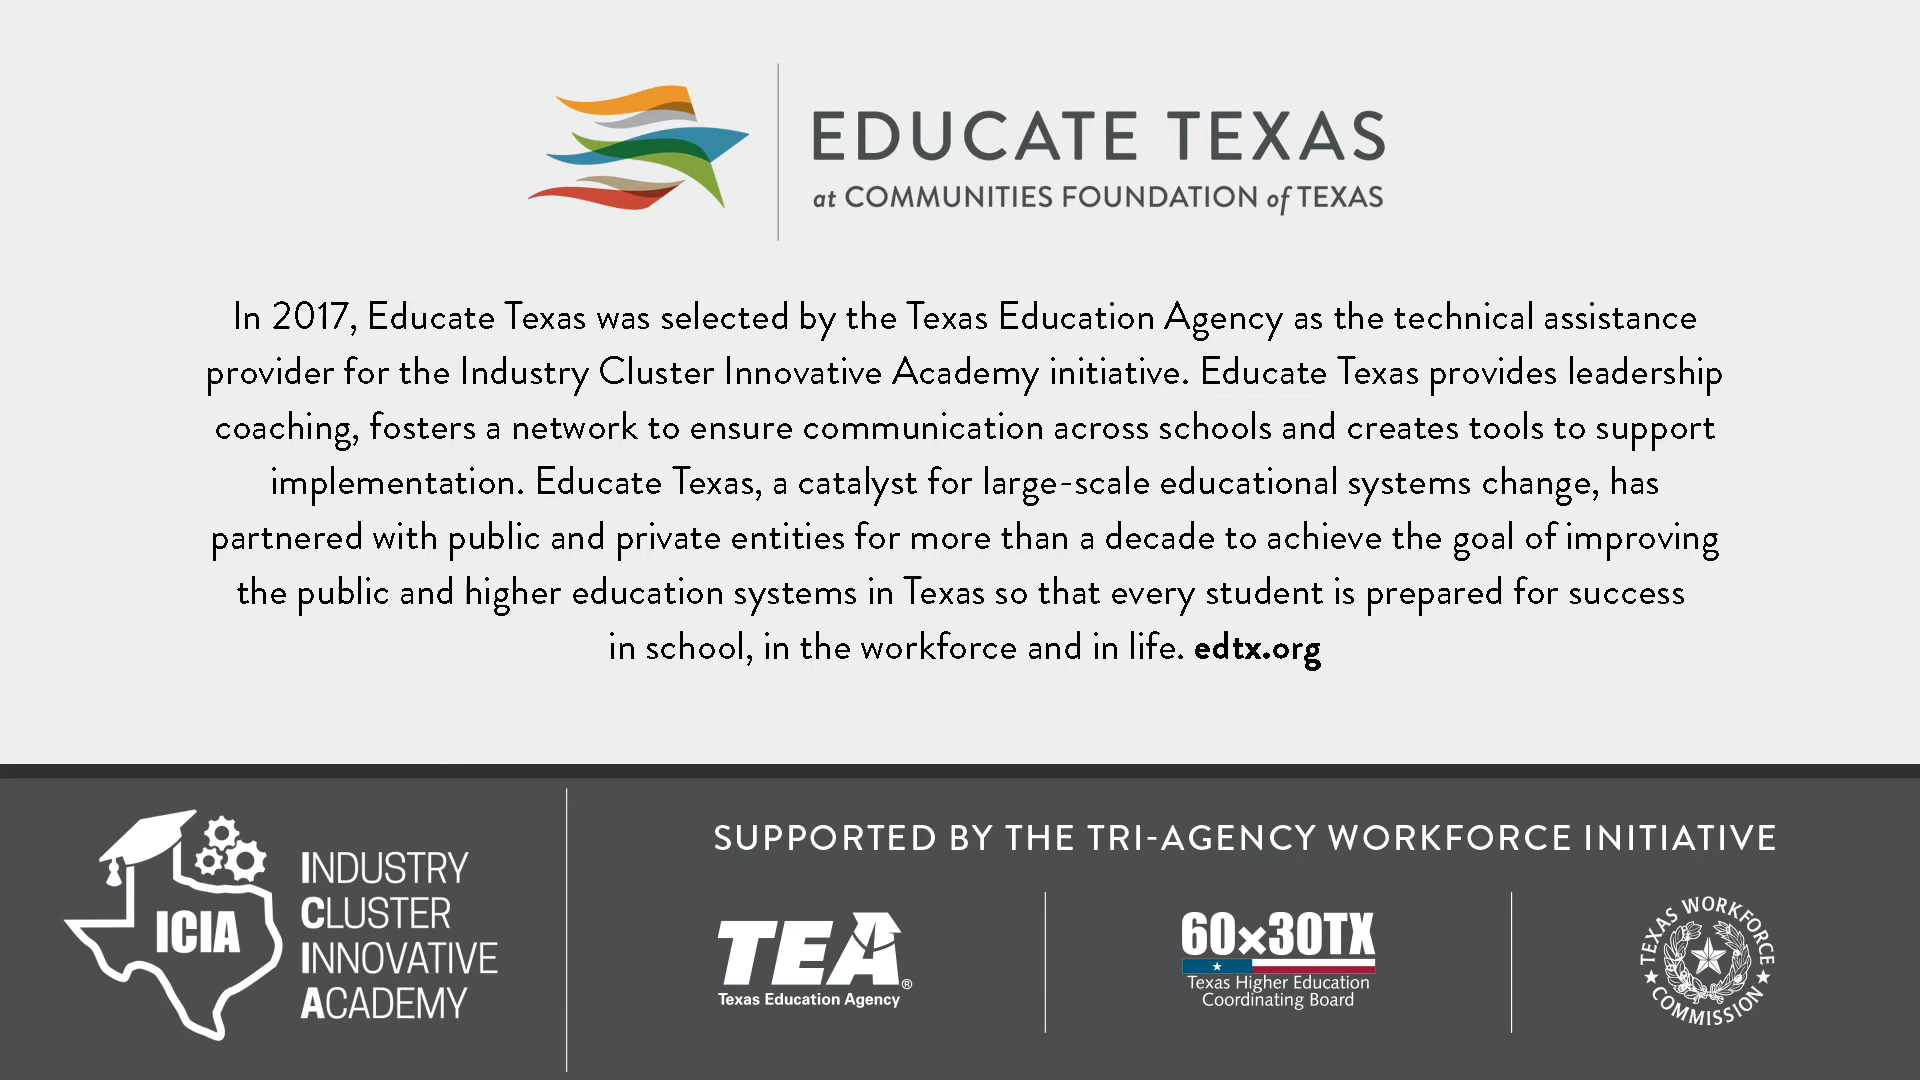 EDUCATE TEXAS
at COMMUNITIES FOUNDATION of TEXAS
In 2017, Educate Texas was selected by the Texas Education Agency as the technical assistance
provider for the Industry Cluster Innovative Academy initiative. Educate Texas provides leadership
coaching, fosters a network to ensure communication across schools and creates tools to support
implementation. Educate Texas, a catalyst for large-scale educational systems change, has
partnered with public and private entities for more than a decade to achieve the goal of improving
the public and higher education systems in Texas so that every student is prepared for success
in school, in the workforce and in life. edtx.org
ICIA
INDUSTRY
CLUSTER
INNOVATIVE
ACADEMY
SUPPORTED BY THE TRI-AGENCY WORKFORCE INITIATIVE
TEA®
Texas Education Agency
60x30TX
Texas Higher Education
Coordinating Board
TEXAS WORKFORCE
COMMISSION